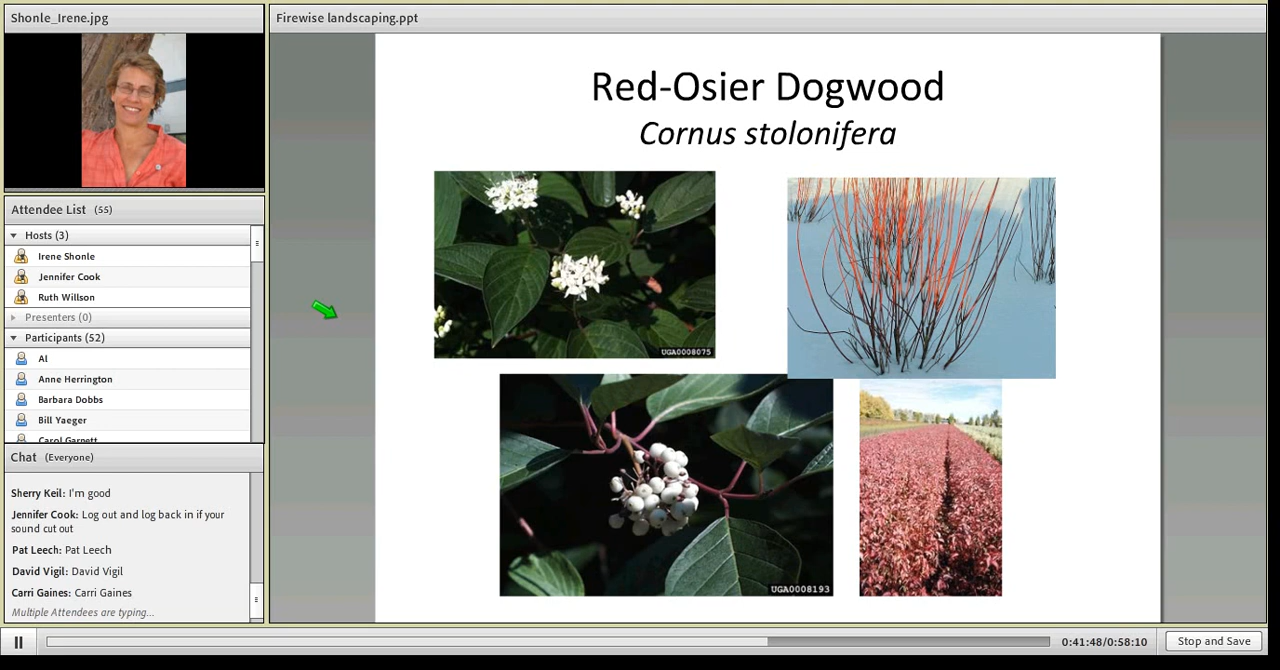 Shonle_Irene.jpg
Firewise landscaping.ppt
Red-Osier Dogwood
Cornus stolonifera
UGA0008075
UGA0008193
Attendee List (55)
Hosts (3)
Irene Shonle
Jennifer Cook
Ruth Willson
Presenters (0)
Participants (52)
Al
Anne Herrington
Barbara Dobbs
Bill Yaeger
Carol Garnett
Chat (Everyone)
Sherry Keil: I'm good
Jennifer Cook: Log out and log back in if your
sound cut out
Pat Leech: Pat Leech
David Vigil: David Vigil
Carri Gaines: Carri Gaines
Multiple Attendees are typing...
0:41:48/0:58:10
Stop and Save